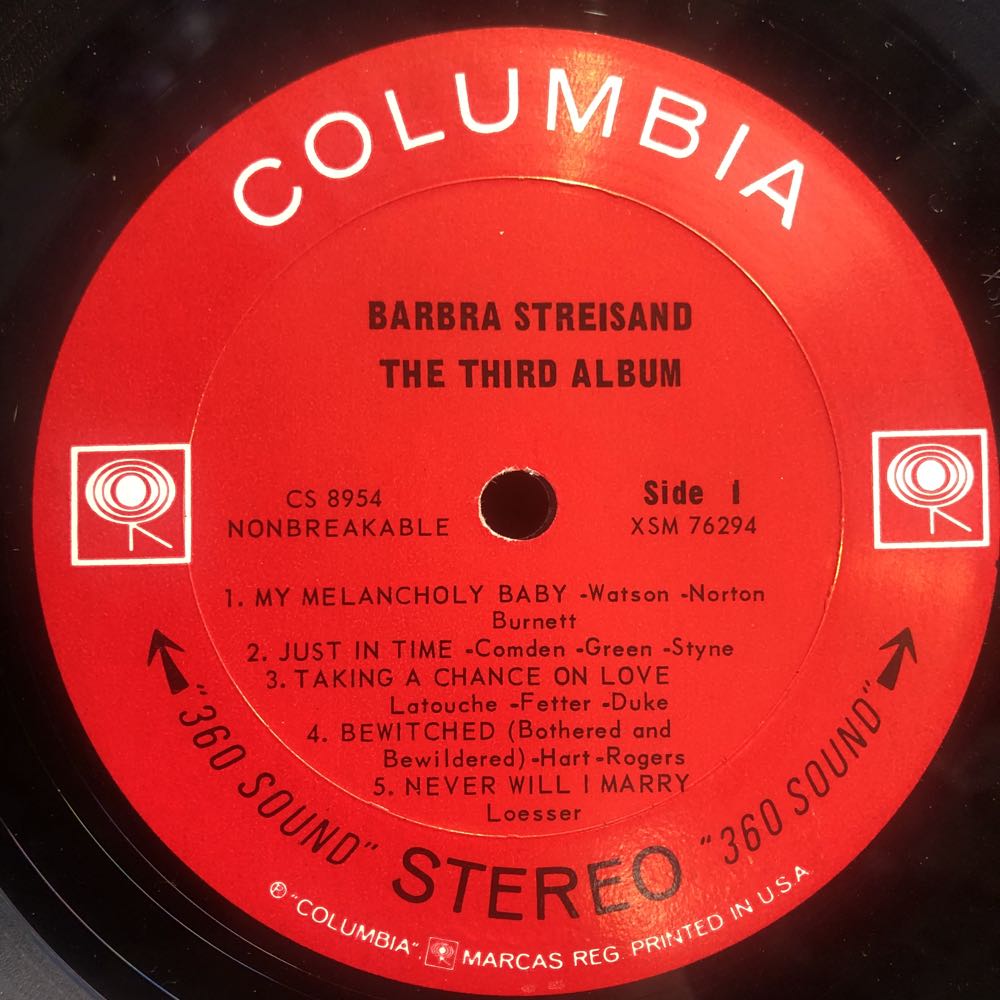 COLUMBIA
BARBRA STREISAND
THE THIRD ALBUM
CS 8954
NONBREAKABLE
Side 1
XSM 76294
1. MY MELANCHOLY BABY -Watson -Norton
Burnett
2. JUST IN TIME -Comden -Green -Styne
3. TAKING A CHANCE ON LOVE
Latouche -Fetter -Duke
4. BEWITCHED (Bothered and
Bewildered) -Hart -Rogers
5. NEVER WILL I MARRY
Loesser
"360 SOUND" STEREO "360 SOUND"
℗ "COLUMBIA", MARCAS REG. PRINTED IN U.S.A